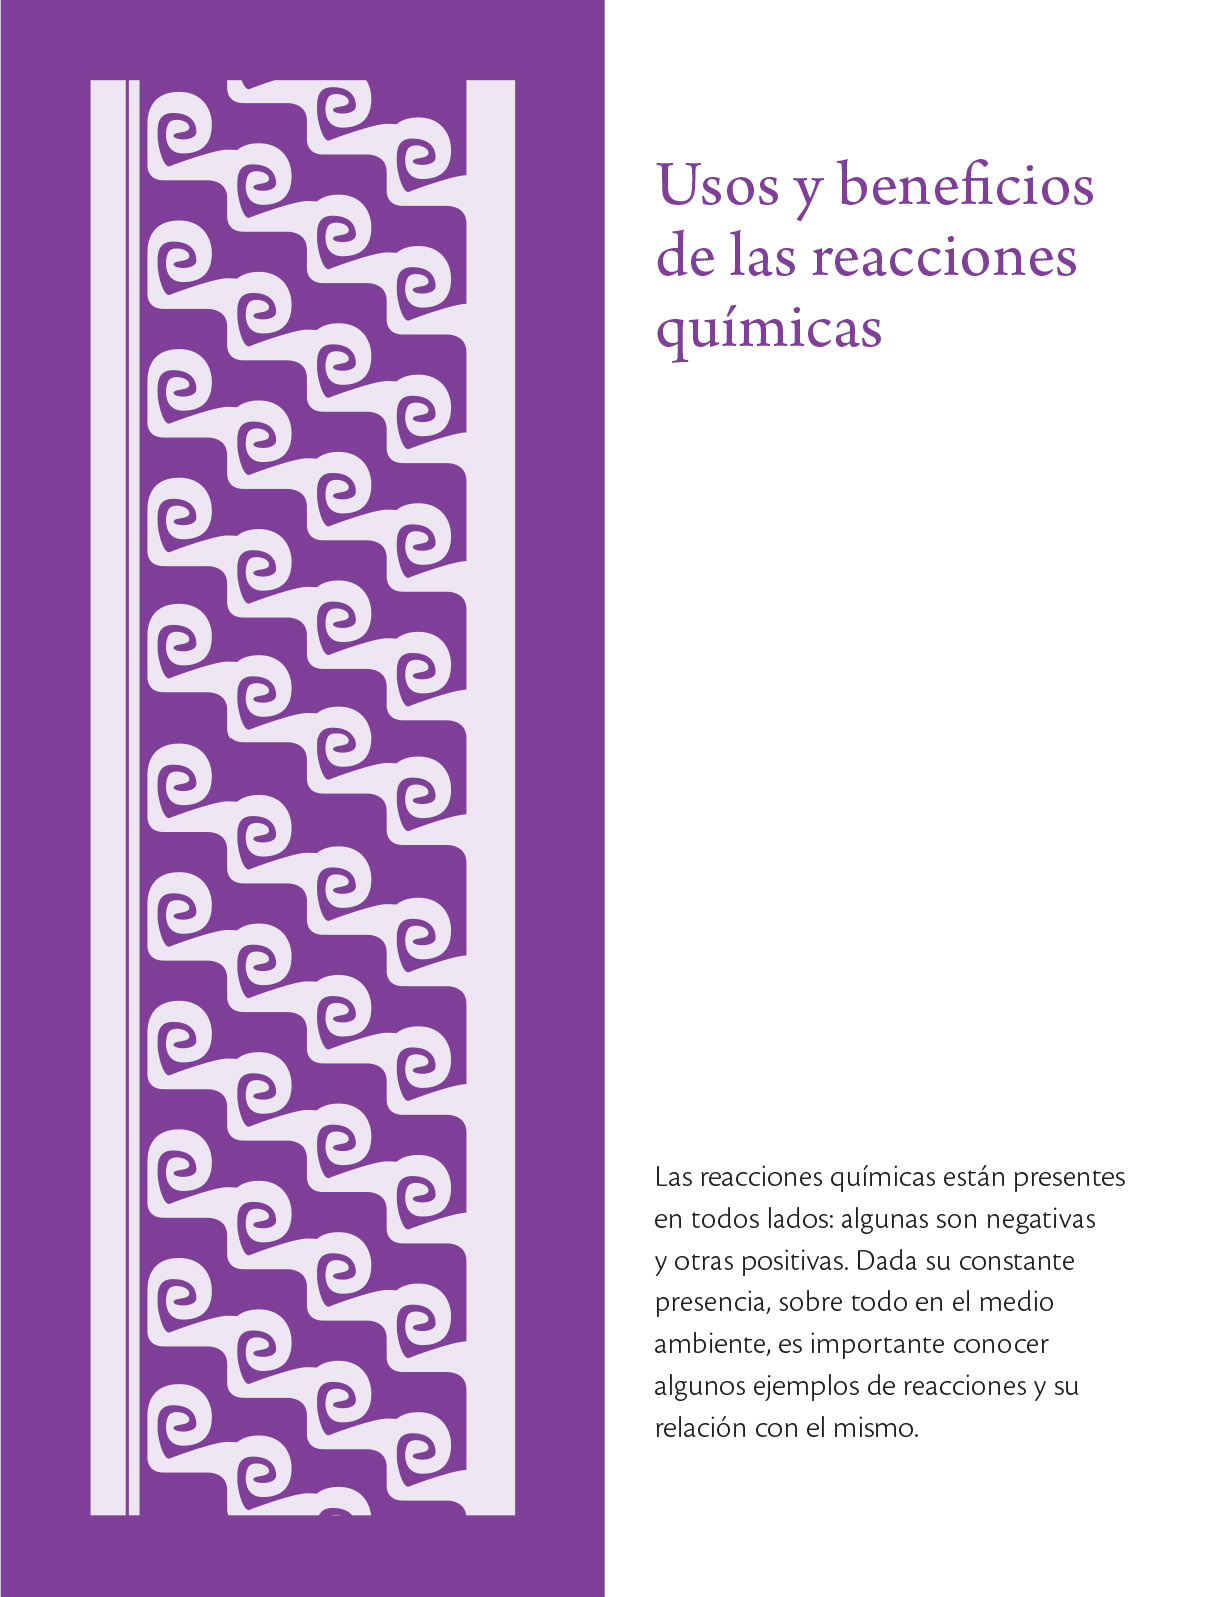 Usos y beneficios
de las reacciones
químicas
Las reacciones químicas están presentes
en todos lados: algunas son negativas
y otras positivas. Dada su constante
presencia, sobre todo en el medio
ambiente, es importante conocer
algunos ejemplos de reacciones y su
relación con el mismo.